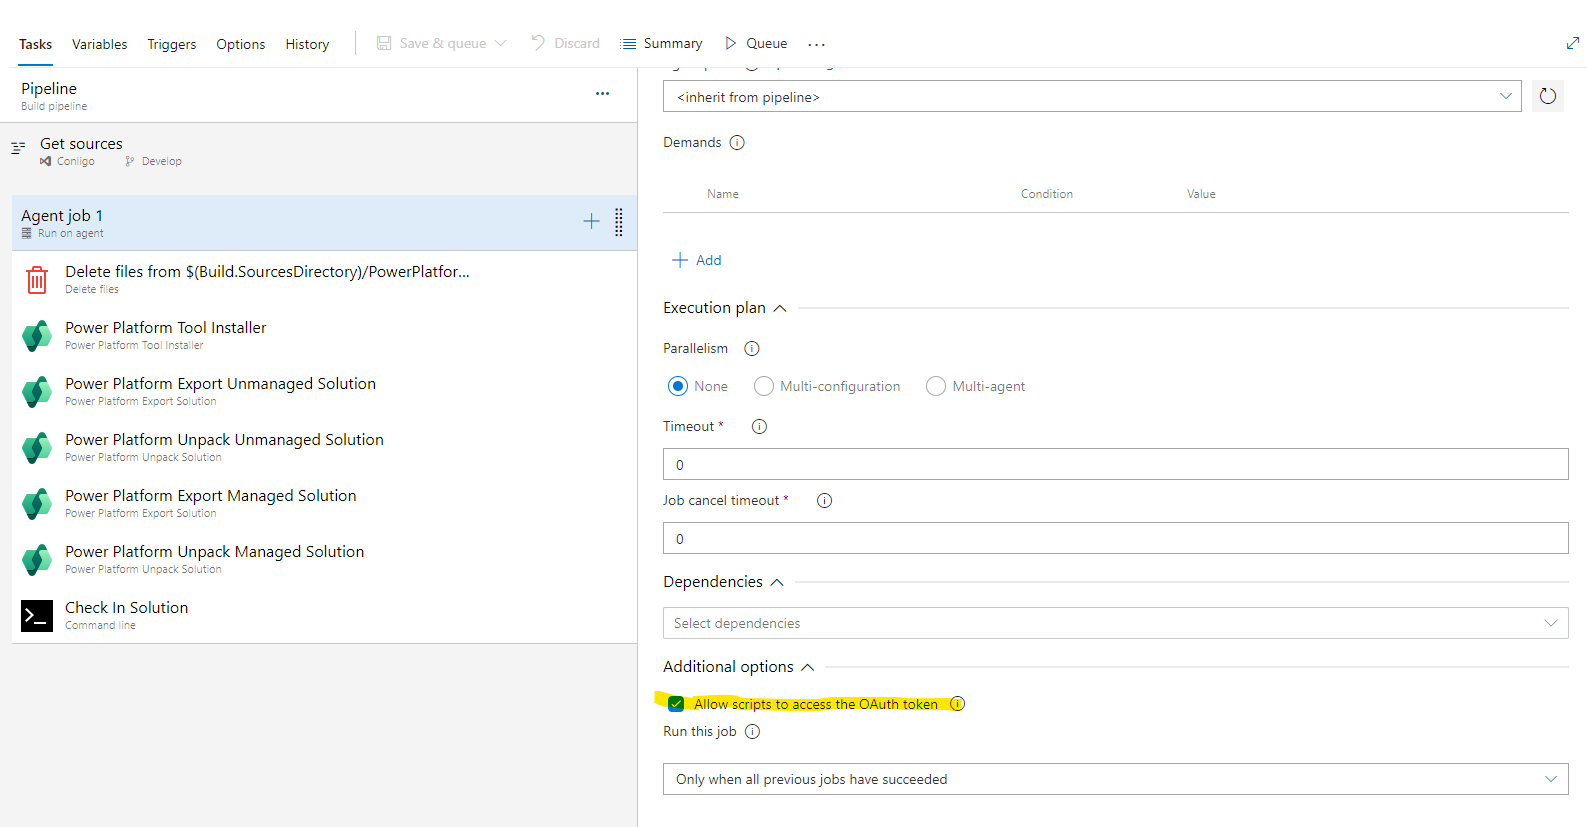 Tasks Variables Triggers Options History Save & queue Discard Summary Queue ...
Pipeline
Build pipeline
Get sources
Conligo Develop
Agent job 1
Run on agent
Delete files from $(Build.SourcesDirectory)/PowerPlatfor...
Delete files
Power Platform Tool Installer
Power Platform Tool Installer
Power Platform Export Unmanaged Solution
Power Platform Export Solution
Power Platform Unpack Unmanaged Solution
Power Platform Unpack Solution
Power Platform Export Managed Solution
Power Platform Export Solution
Power Platform Unpack Managed Solution
Power Platform Unpack Solution
Check In Solution
Command line
<inherit from pipeline>
Demands
Name Condition Value
Add
Execution plan
Parallelism
None Multi-configuration Multi-agent
Timeout *
0
Job cancel timeout *
0
Dependencies
Select dependencies
Additional options
Allow scripts to access the OAuth token
Run this job
Only when all previous jobs have succeeded